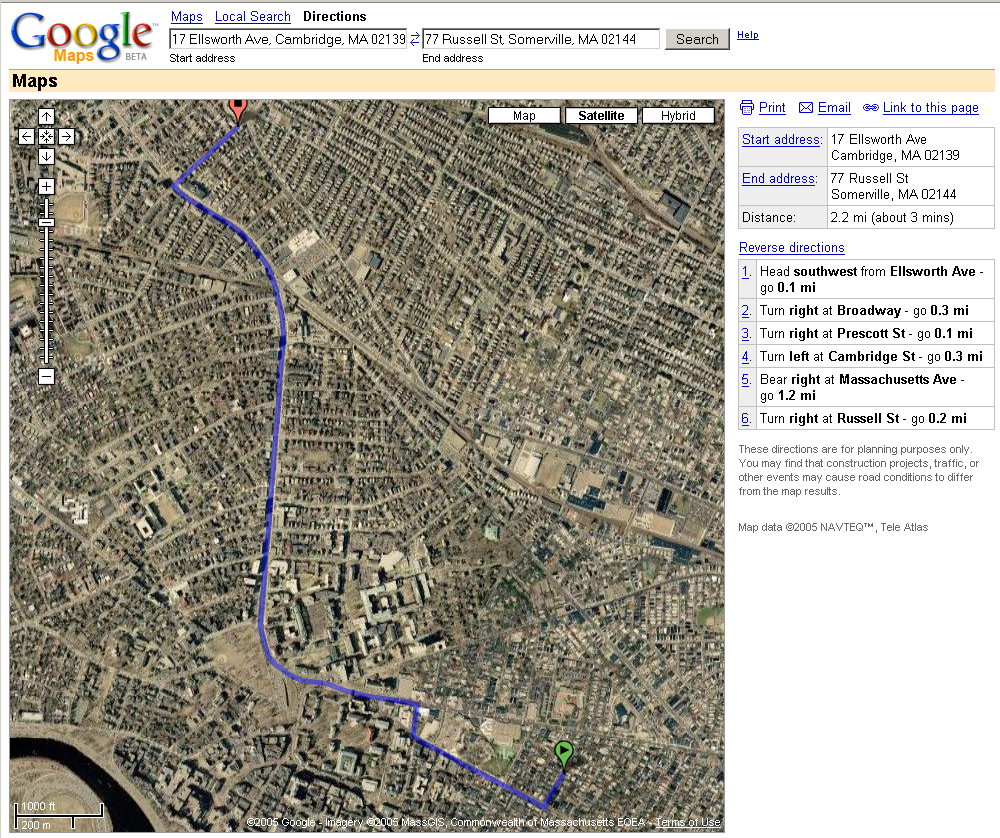 Google™
Maps BETA
Maps Local Search Directions
17 Ellsworth Ave, Cambridge, MA 02139 77 Russell St, Somerville, MA 02144 Search Help
Start address End address
Maps
Map Satellite Hybrid
Print Email Link to this page
Start address: 17 Ellsworth Ave
Cambridge, MA 02139
End address: 77 Russell St
Somerville, MA 02144
Distance: 2.2 mi (about 3 mins)
Reverse directions
1. Head southwest from Ellsworth Ave -
go 0.1 mi
2. Turn right at Broadway - go 0.3 mi
3. Turn right at Prescott St - go 0.1 mi
4. Turn left at Cambridge St - go 0.3 mi
5. Bear right at Massachusetts Ave -
go 1.2 mi
6. Turn right at Russell St - go 0.2 mi
These directions are for planning purposes only.
You may find that construction projects, traffic, or
other events may cause road conditions to differ
from the map results.
Map data ©2005 NAVTEQ™, Tele Atlas
1000 ft
200 m
©2005 Google - Imagery ©2005 MassGIS, Commonwealth of Massachusetts EOEA - Terms of Use